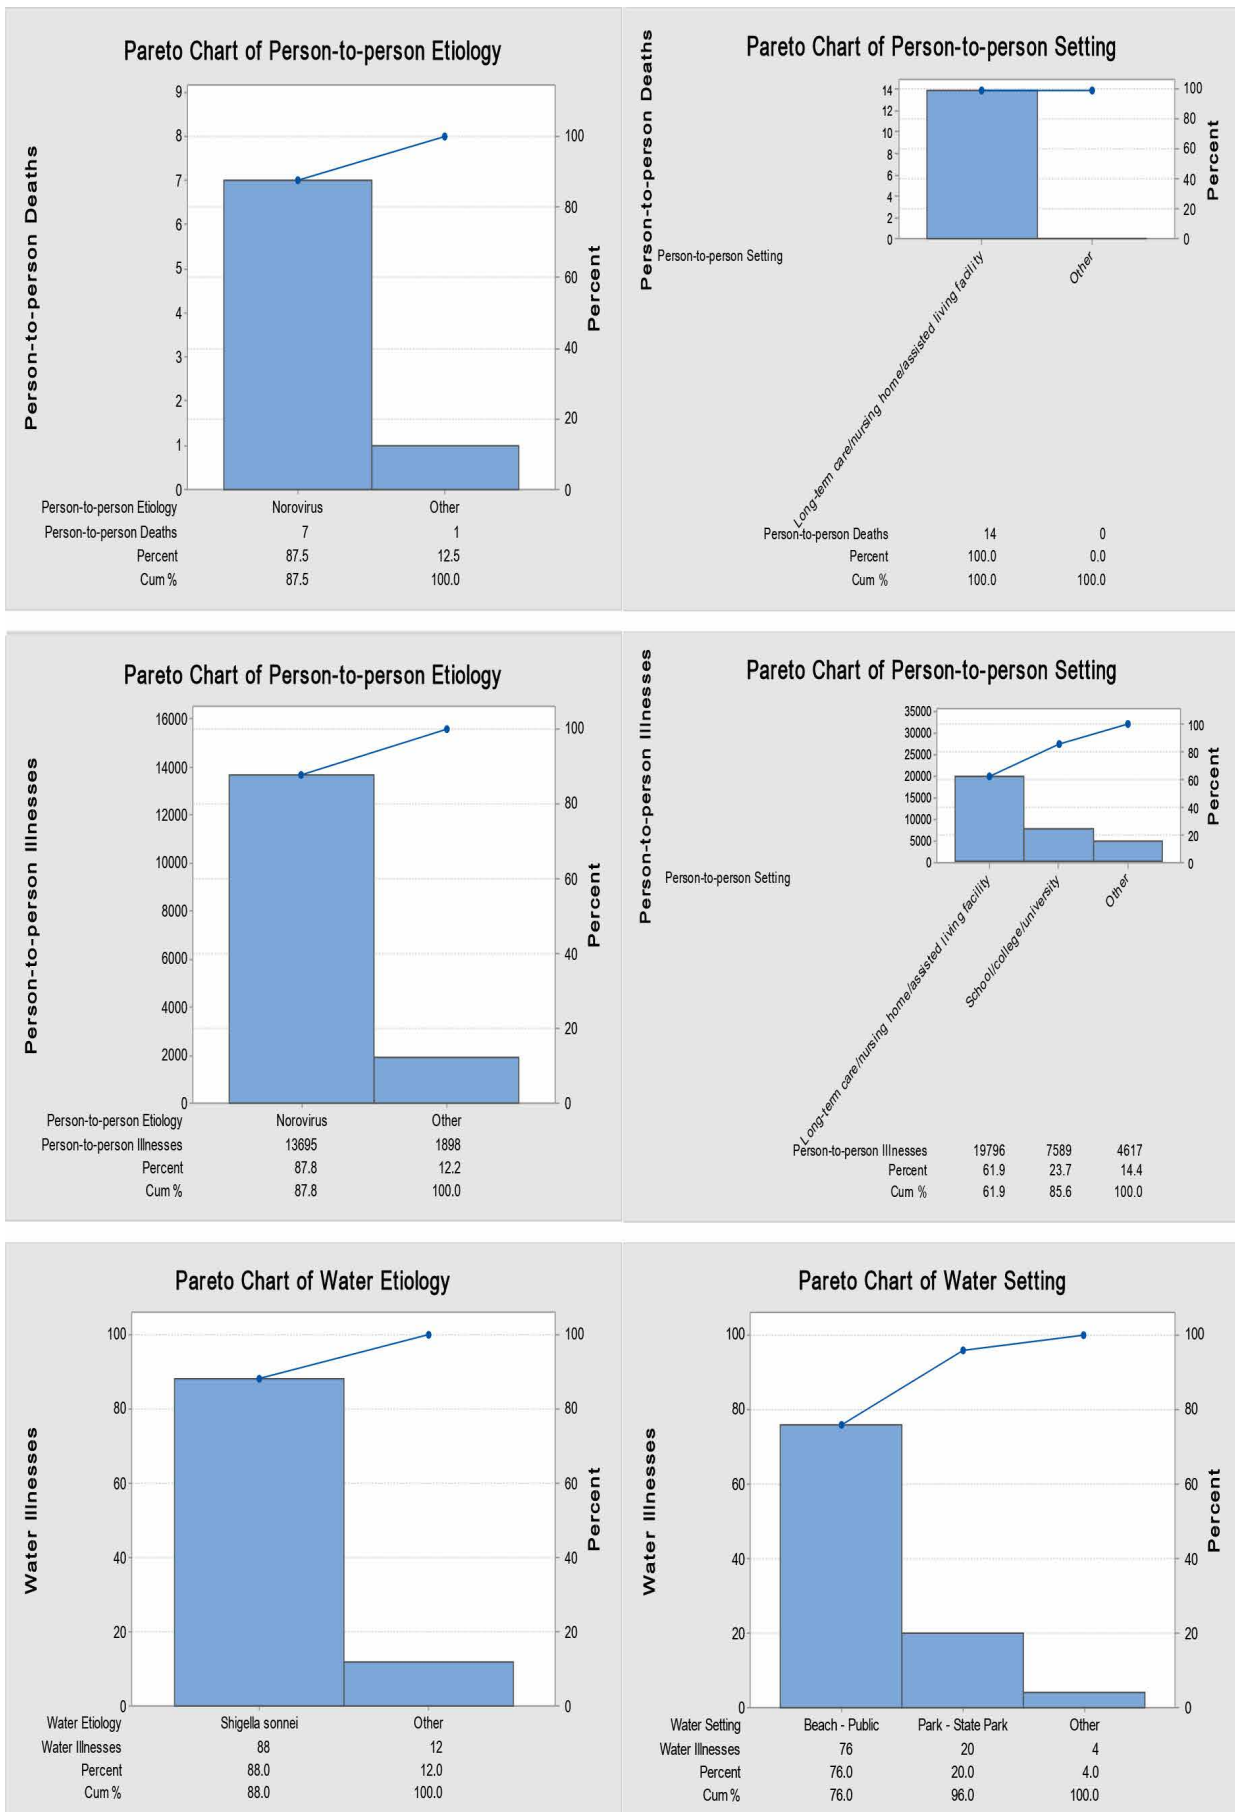 Pareto Chart of Person-to-person Etiology
Person-to-person Deaths
9
8
7
6
5
4
3
2
1
0
100
80
60
40
20
0
Percent
Person-to-person Etiology Norovirus Other
Person-to-person Deaths 7 1
Percent 87.5 12.5
Cum % 87.5 100.0
Pareto Chart of Person-to-person Setting
Person-to-person Deaths
14
12
10
8
6
4
2
0
100
80
60
40
20
0
Percent
Person-to-person Setting
Long-term care/nursing home/assisted living facility
Other
Person-to-person Deaths 14 0
Percent 100.0 0.0
Cum % 100.0 100.0
Pareto Chart of Person-to-person Etiology
Person-to-person Illnesses
16000
14000
12000
10000
8000
6000
4000
2000
0
100
80
60
40
20
0
Percent
Person-to-person Etiology Norovirus Other
Person-to-person Illnesses 13695 1898
Percent 87.8 12.2
Cum % 87.8 100.0
Pareto Chart of Person-to-person Setting
Person-to-person Illnesses
35000
30000
25000
20000
15000
10000
5000
0
100
80
60
40
20
0
Percent
Person-to-person Setting
Long-term care/nursing home/assisted living facility
School/college/university
Other
Person-to-person Illnesses 19796 7589 4617
Percent 61.9 23.7 14.4
Cum % 61.9 85.6 100.0
Pareto Chart of Water Etiology
Water Illnesses
100
80
60
40
20
0
100
80
60
40
20
0
Percent
Water Etiology Shigella sonnei Other
Water Illnesses 88 12
Percent 88.0 12.0
Cum % 88.0 100.0
Pareto Chart of Water Setting
Water Illnesses
100
80
60
40
20
0
100
80
60
40
20
0
Percent
Water Setting Beach - Public Park - State Park Other
Water Illnesses 76 20 4
Percent 76.0 20.0 4.0
Cum % 76.0 96.0 100.0